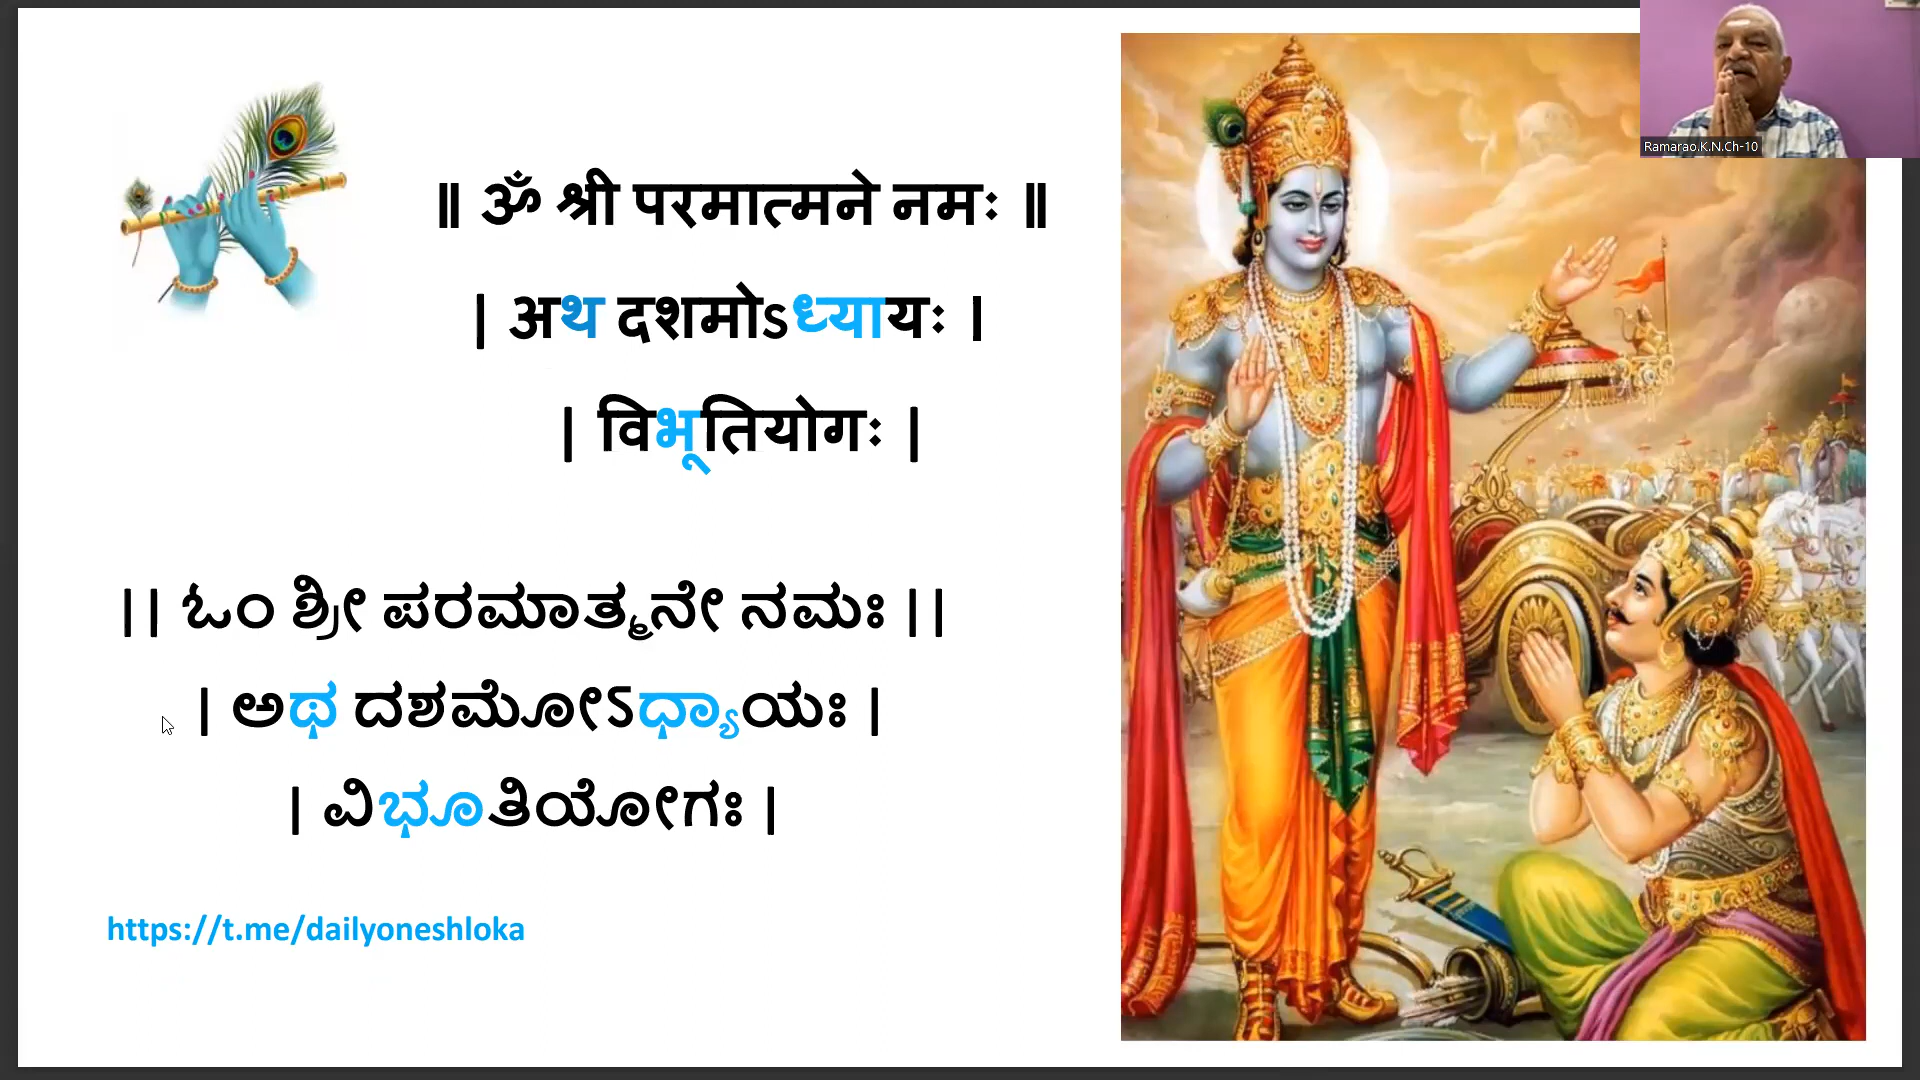 ॥ ॐ श्री परमात्मने नमः ॥
| अथ दशमोऽध्यायः |
| विभूतियोगः |
|| ಓಂ ಶ್ರೀ ಪರಮಾತ್ಮನೇ ನಮಃ ||
| ಅಥ ದಶಮೋಽಧ್ಯಾಯಃ |
| ವಿಭೂತಿಯೋಗಃ |
https://t.me/dailyoneshloka
Ramarao.K.N.Ch-10